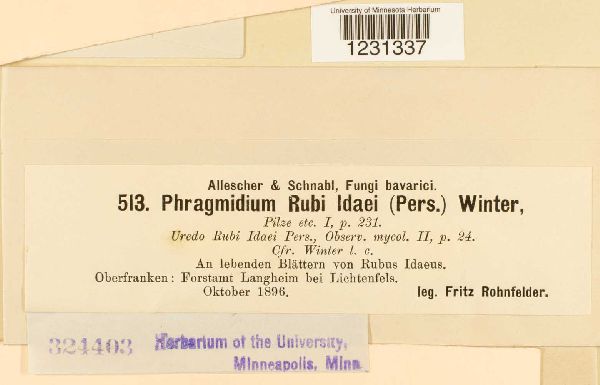 University of Minnesota Herbarium
1231337
Allescher & Schnabl, Fungi bavarici.
513. Phragmidium Rubi Idaei (Pers.) Winter,
Pilze etc. I, p. 231.
Uredo Rubi Idaei Pers., Observ. mycol. II, p. 24.
Cfr. Winter l. c.
An lebenden Blättern von Rubus Idaeus.
Oberfranken: Forstamt Langheim bei Lichtenfels.
Oktober 1896. leg. Fritz Rohnfelder.
324403 Herbarium of the University,
Minneapolis, Minn